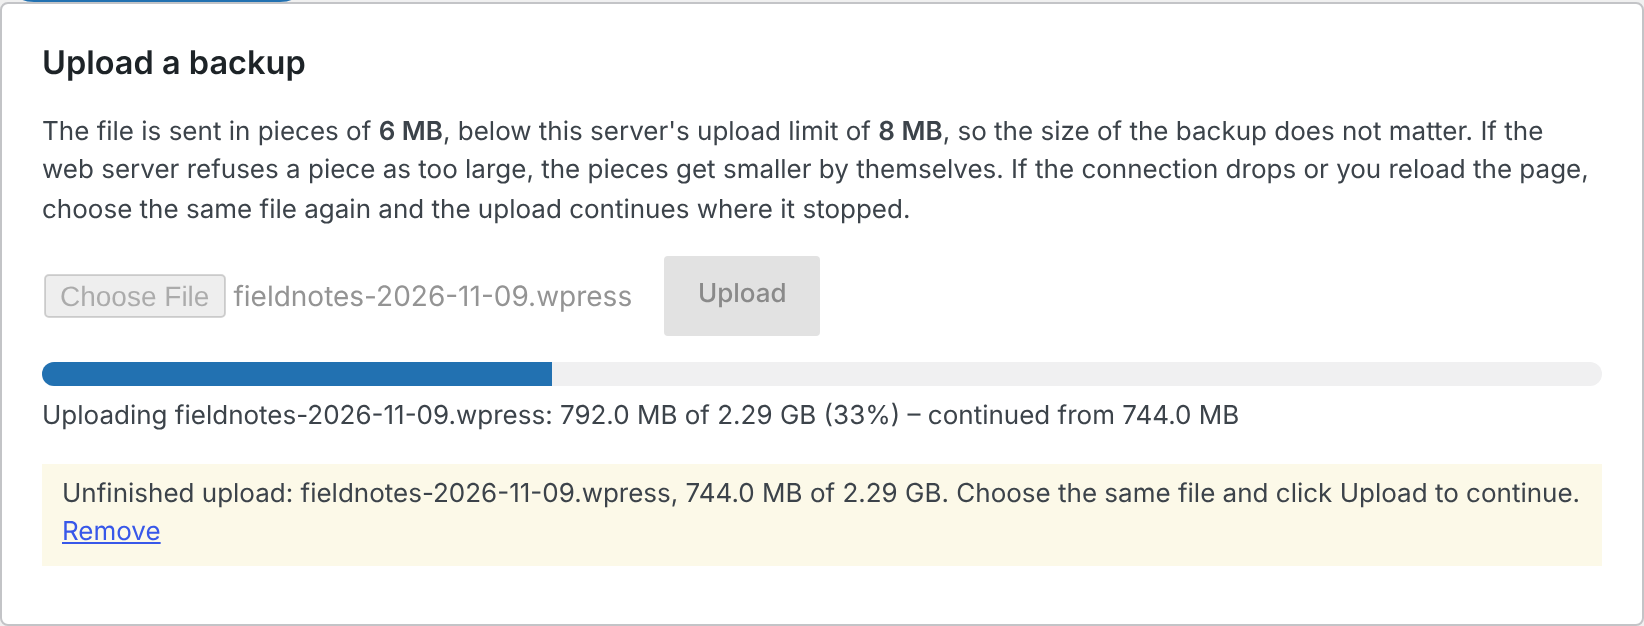 Upload a backup
The file is sent in pieces of 6 MB, below this server's upload limit of 8 MB, so the size of the backup does not matter. If the
web server refuses a piece as too large, the pieces get smaller by themselves. If the connection drops or you reload the page,
choose the same file again and the upload continues where it stopped.
Choose File fieldnotes-2026-11-09.wpress Upload
Uploading fieldnotes-2026-11-09.wpress: 792.0 MB of 2.29 GB (33%) – continued from 744.0 MB
Unfinished upload: fieldnotes-2026-11-09.wpress, 744.0 MB of 2.29 GB. Choose the same file and click Upload to continue.
Remove